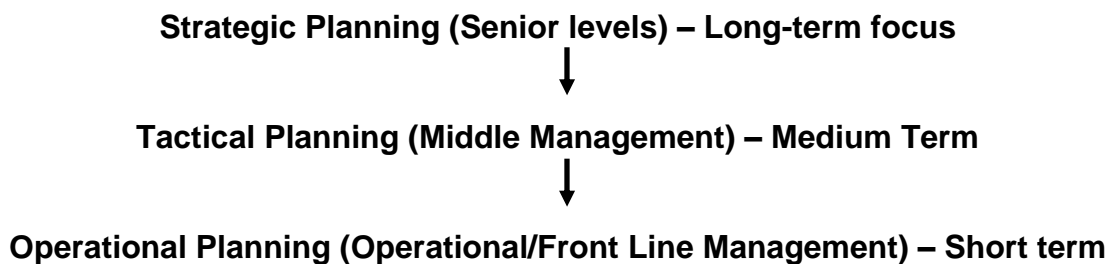 Strategic Planning (Senior levels) – Long-term focus
Tactical Planning (Middle Management) – Medium Term
Operational Planning (Operational/Front Line Management) – Short term